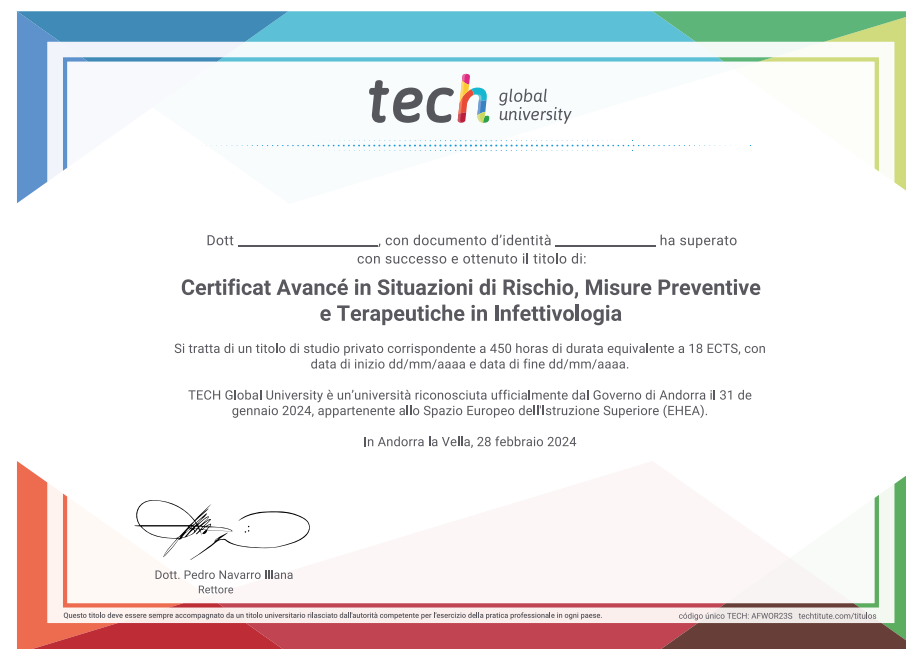 tech global university
Dott ____________________, con documento d'identità ______________ ha superato
con successo e ottenuto il titolo di:
Certificat Avancé in Situazioni di Rischio, Misure Preventive
e Terapeutiche in Infettivologia
Si tratta di un titolo di studio privato corrispondente a 450 horas di durata equivalente a 18 ECTS, con
data di inizio dd/mm/aaaa e data di fine dd/mm/aaaa.
TECH Global University è un'università riconosciuta ufficialmente dal Governo di Andorra il 31 de
gennaio 2024, appartenente allo Spazio Europeo dell'Istruzione Superiore (EHEA).
In Andorra la Vella, 28 febbraio 2024
Dott. Pedro Navarro Illana
Rettore
Questo titolo deve essere sempre accompagnato da un titolo universitario rilasciato dall'autorità competente per l'esercizio della pratica professionale in ogni paese.
código único TECH: AFWOR23S techtitute.com/titulos